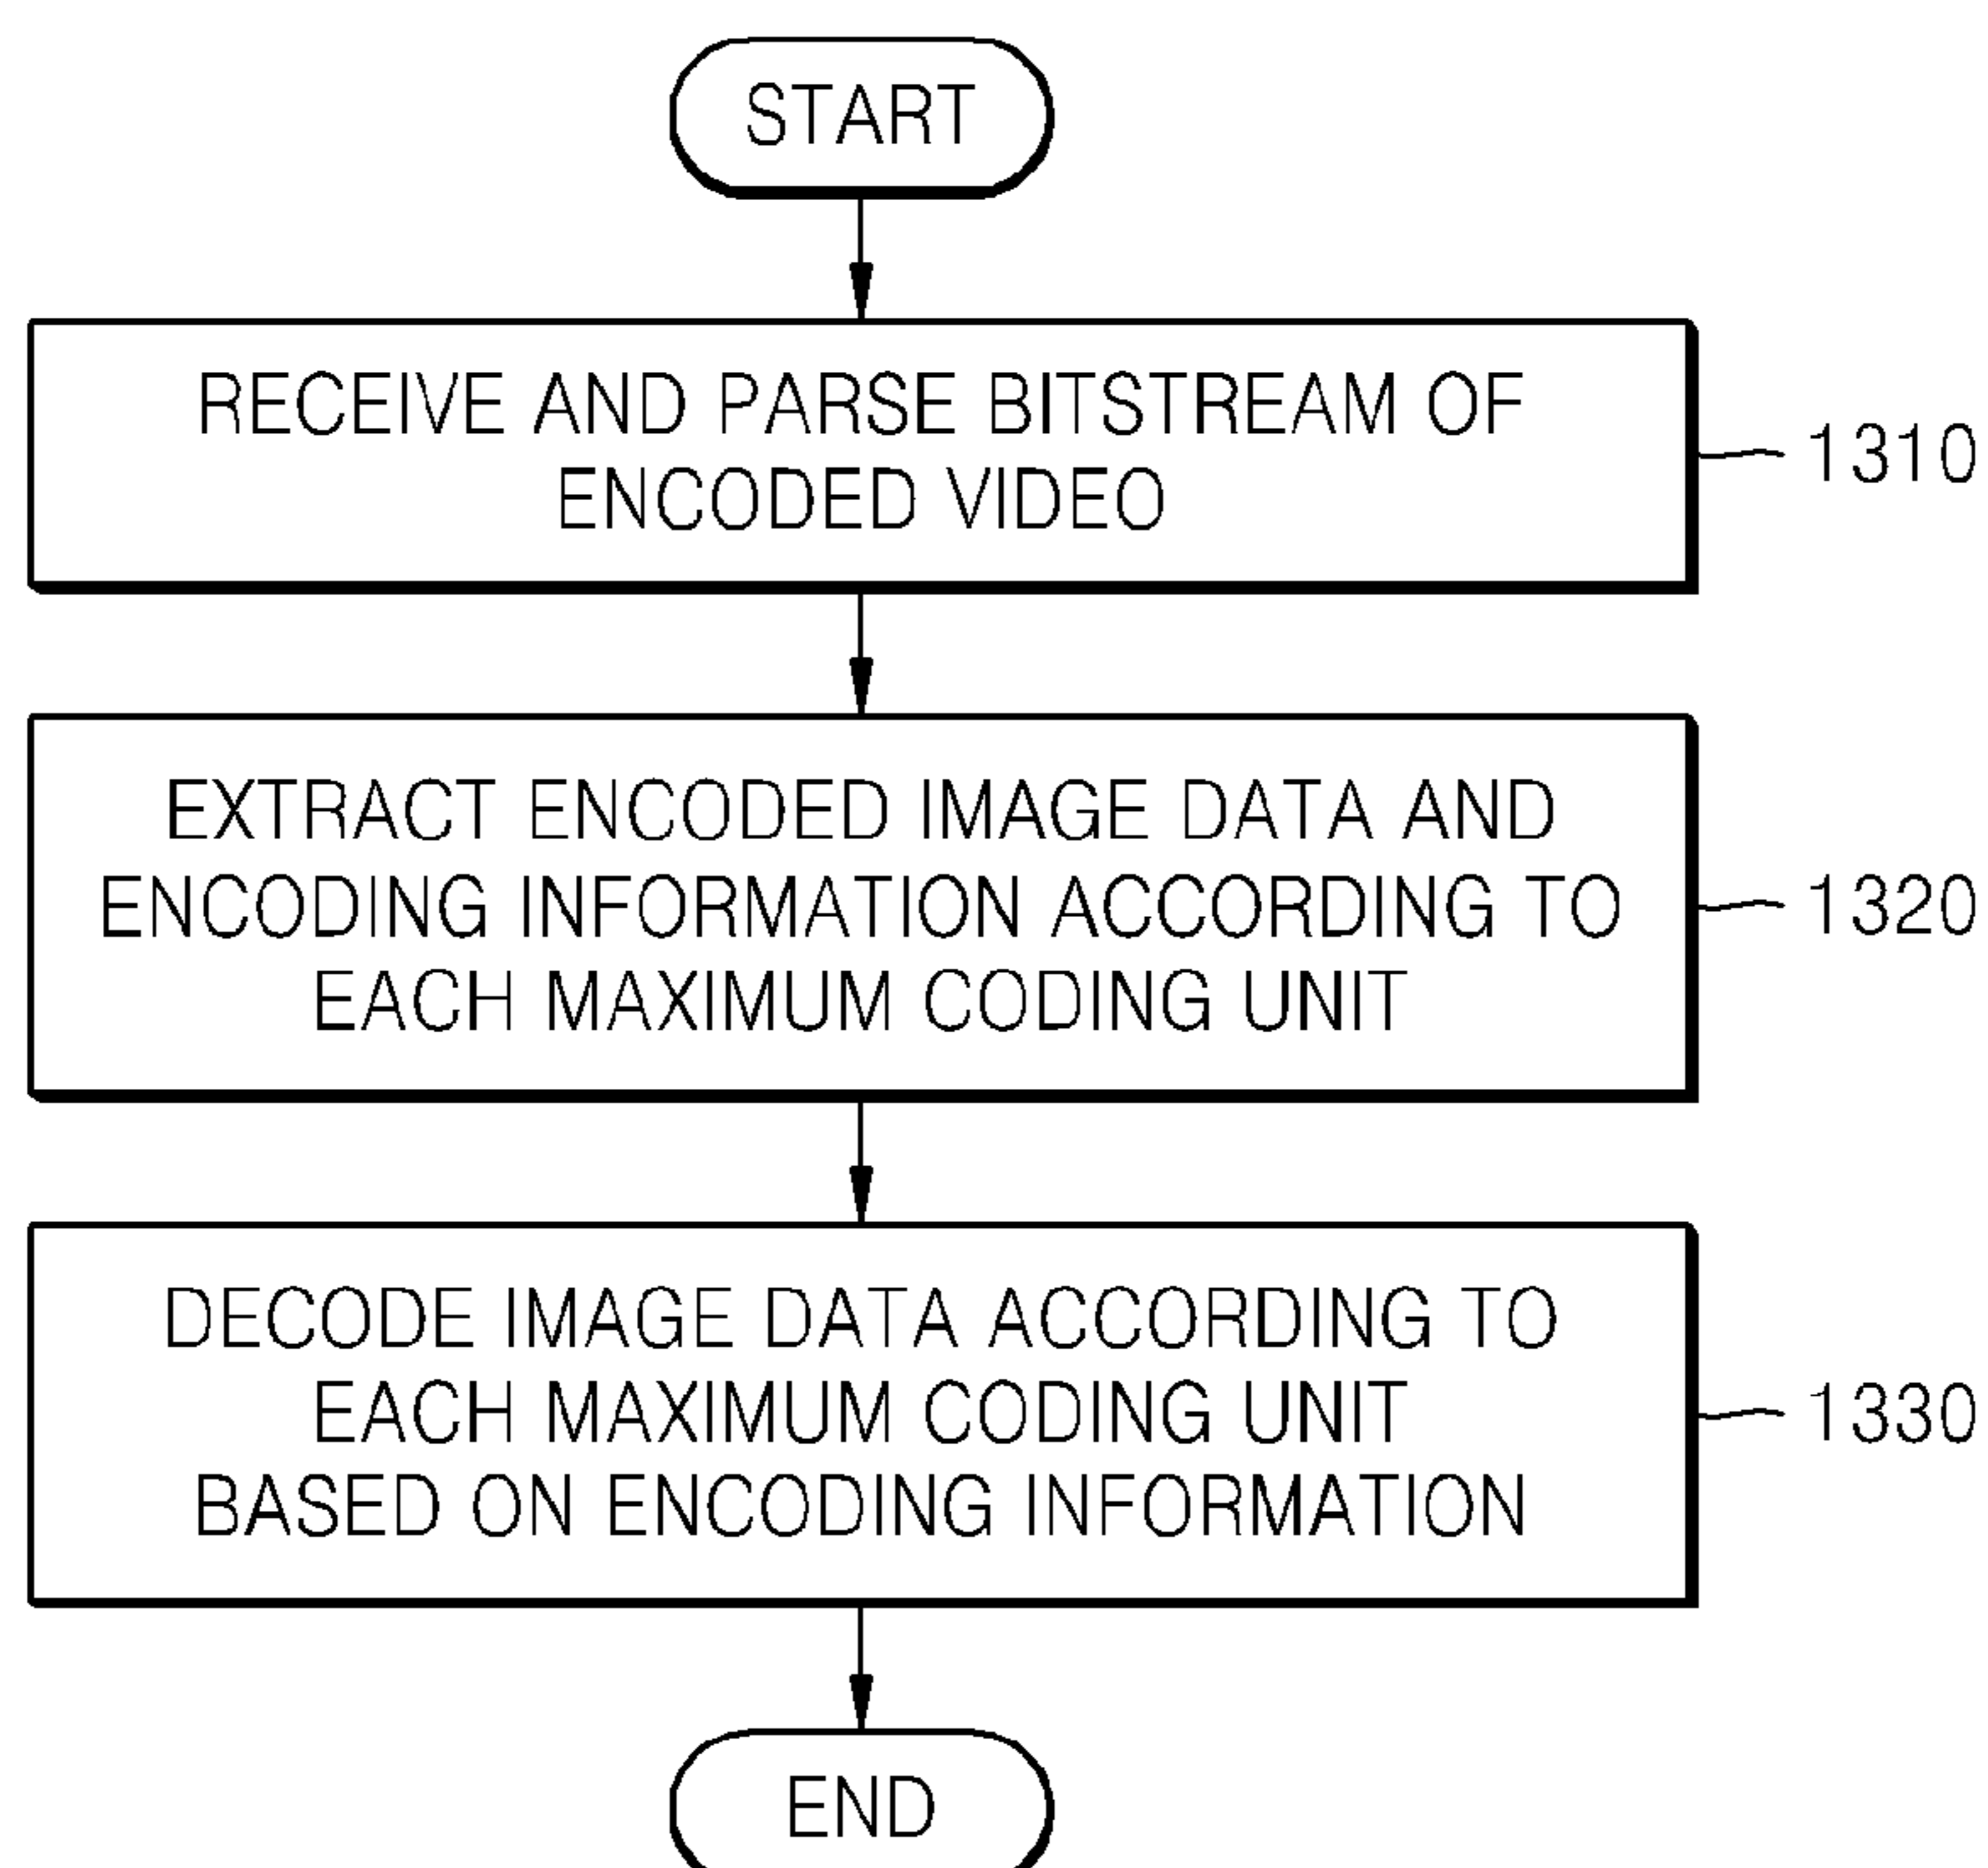 START
RECEIVE AND PARSE BITSTREAM OF
ENCODED VIDEO
1310
EXTRACT ENCODED IMAGE DATA AND
ENCODING INFORMATION ACCORDING TO
EACH MAXIMUM CODING UNIT
1320
DECODE IMAGE DATA ACCORDING TO
EACH MAXIMUM CODING UNIT
BASED ON ENCODING INFORMATION
1330
END